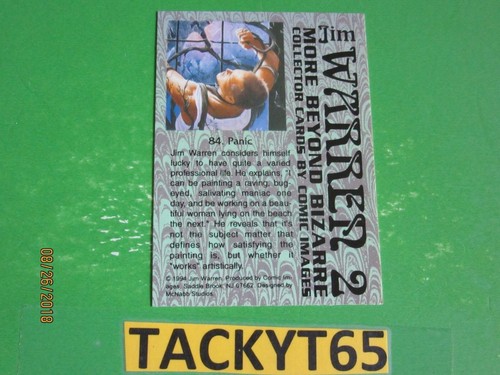 Jim
WARREN 2
MORE BEYOND BIZARRE
COLLECTOR CARDS BY COMIC IMAGES
84. Panic
Jim Warren considers himself
lucky to have quite a varied
professional life. He explains, "I
can be painting a raving, bug-
eyed, salivating maniac one
day, and be working on a beau-
tiful woman lying on the beach
the next." He reveals that it's
not the subject matter that
defines how satisfying the
painting is, but whether it
"works" artistically.
© 1994 Jim Warren. Produced by Comic Im-
ages. Saddle Brook, NJ 07662. Designed by
McNabb Studios.
08/26/2018
TACKYT65